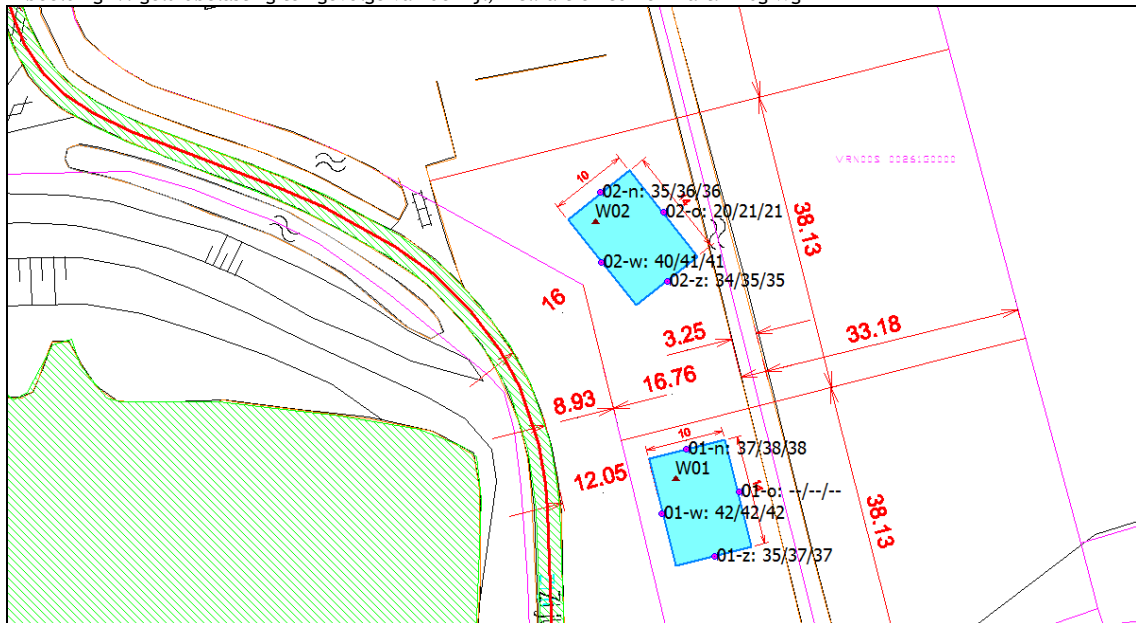 10
02-n: 35/36/36
W02
02-o: 20/21/21
02-w: 40/41/41
02-z: 34/35/35
38.13
16
3.25
33.18
16.76
8.93
12.05
10
01-n: 37/38/38
W01
01-o: --/--/--
01-w: 42/42/42
01-z: 35/37/37
38.13